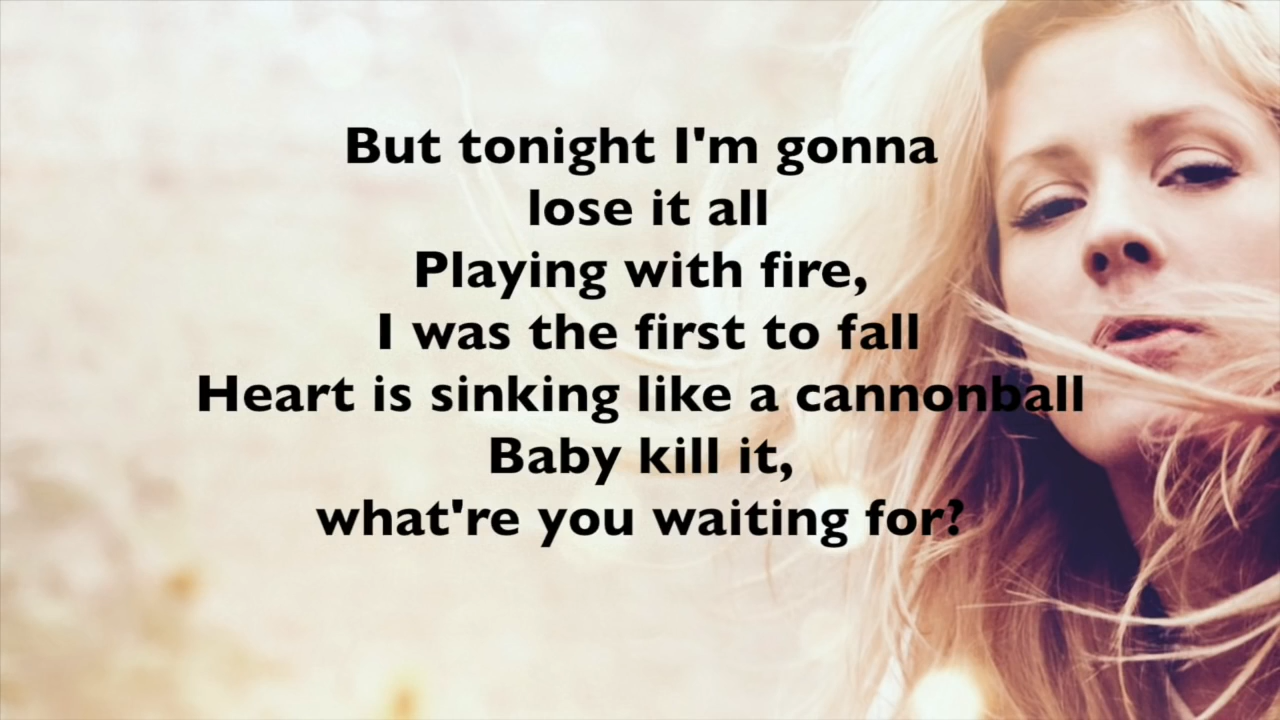 But tonight I'm gonna
lose it all
Playing with fire,
I was the first to fall
Heart is sinking like a cannonball
Baby kill it,
what're you waiting for?